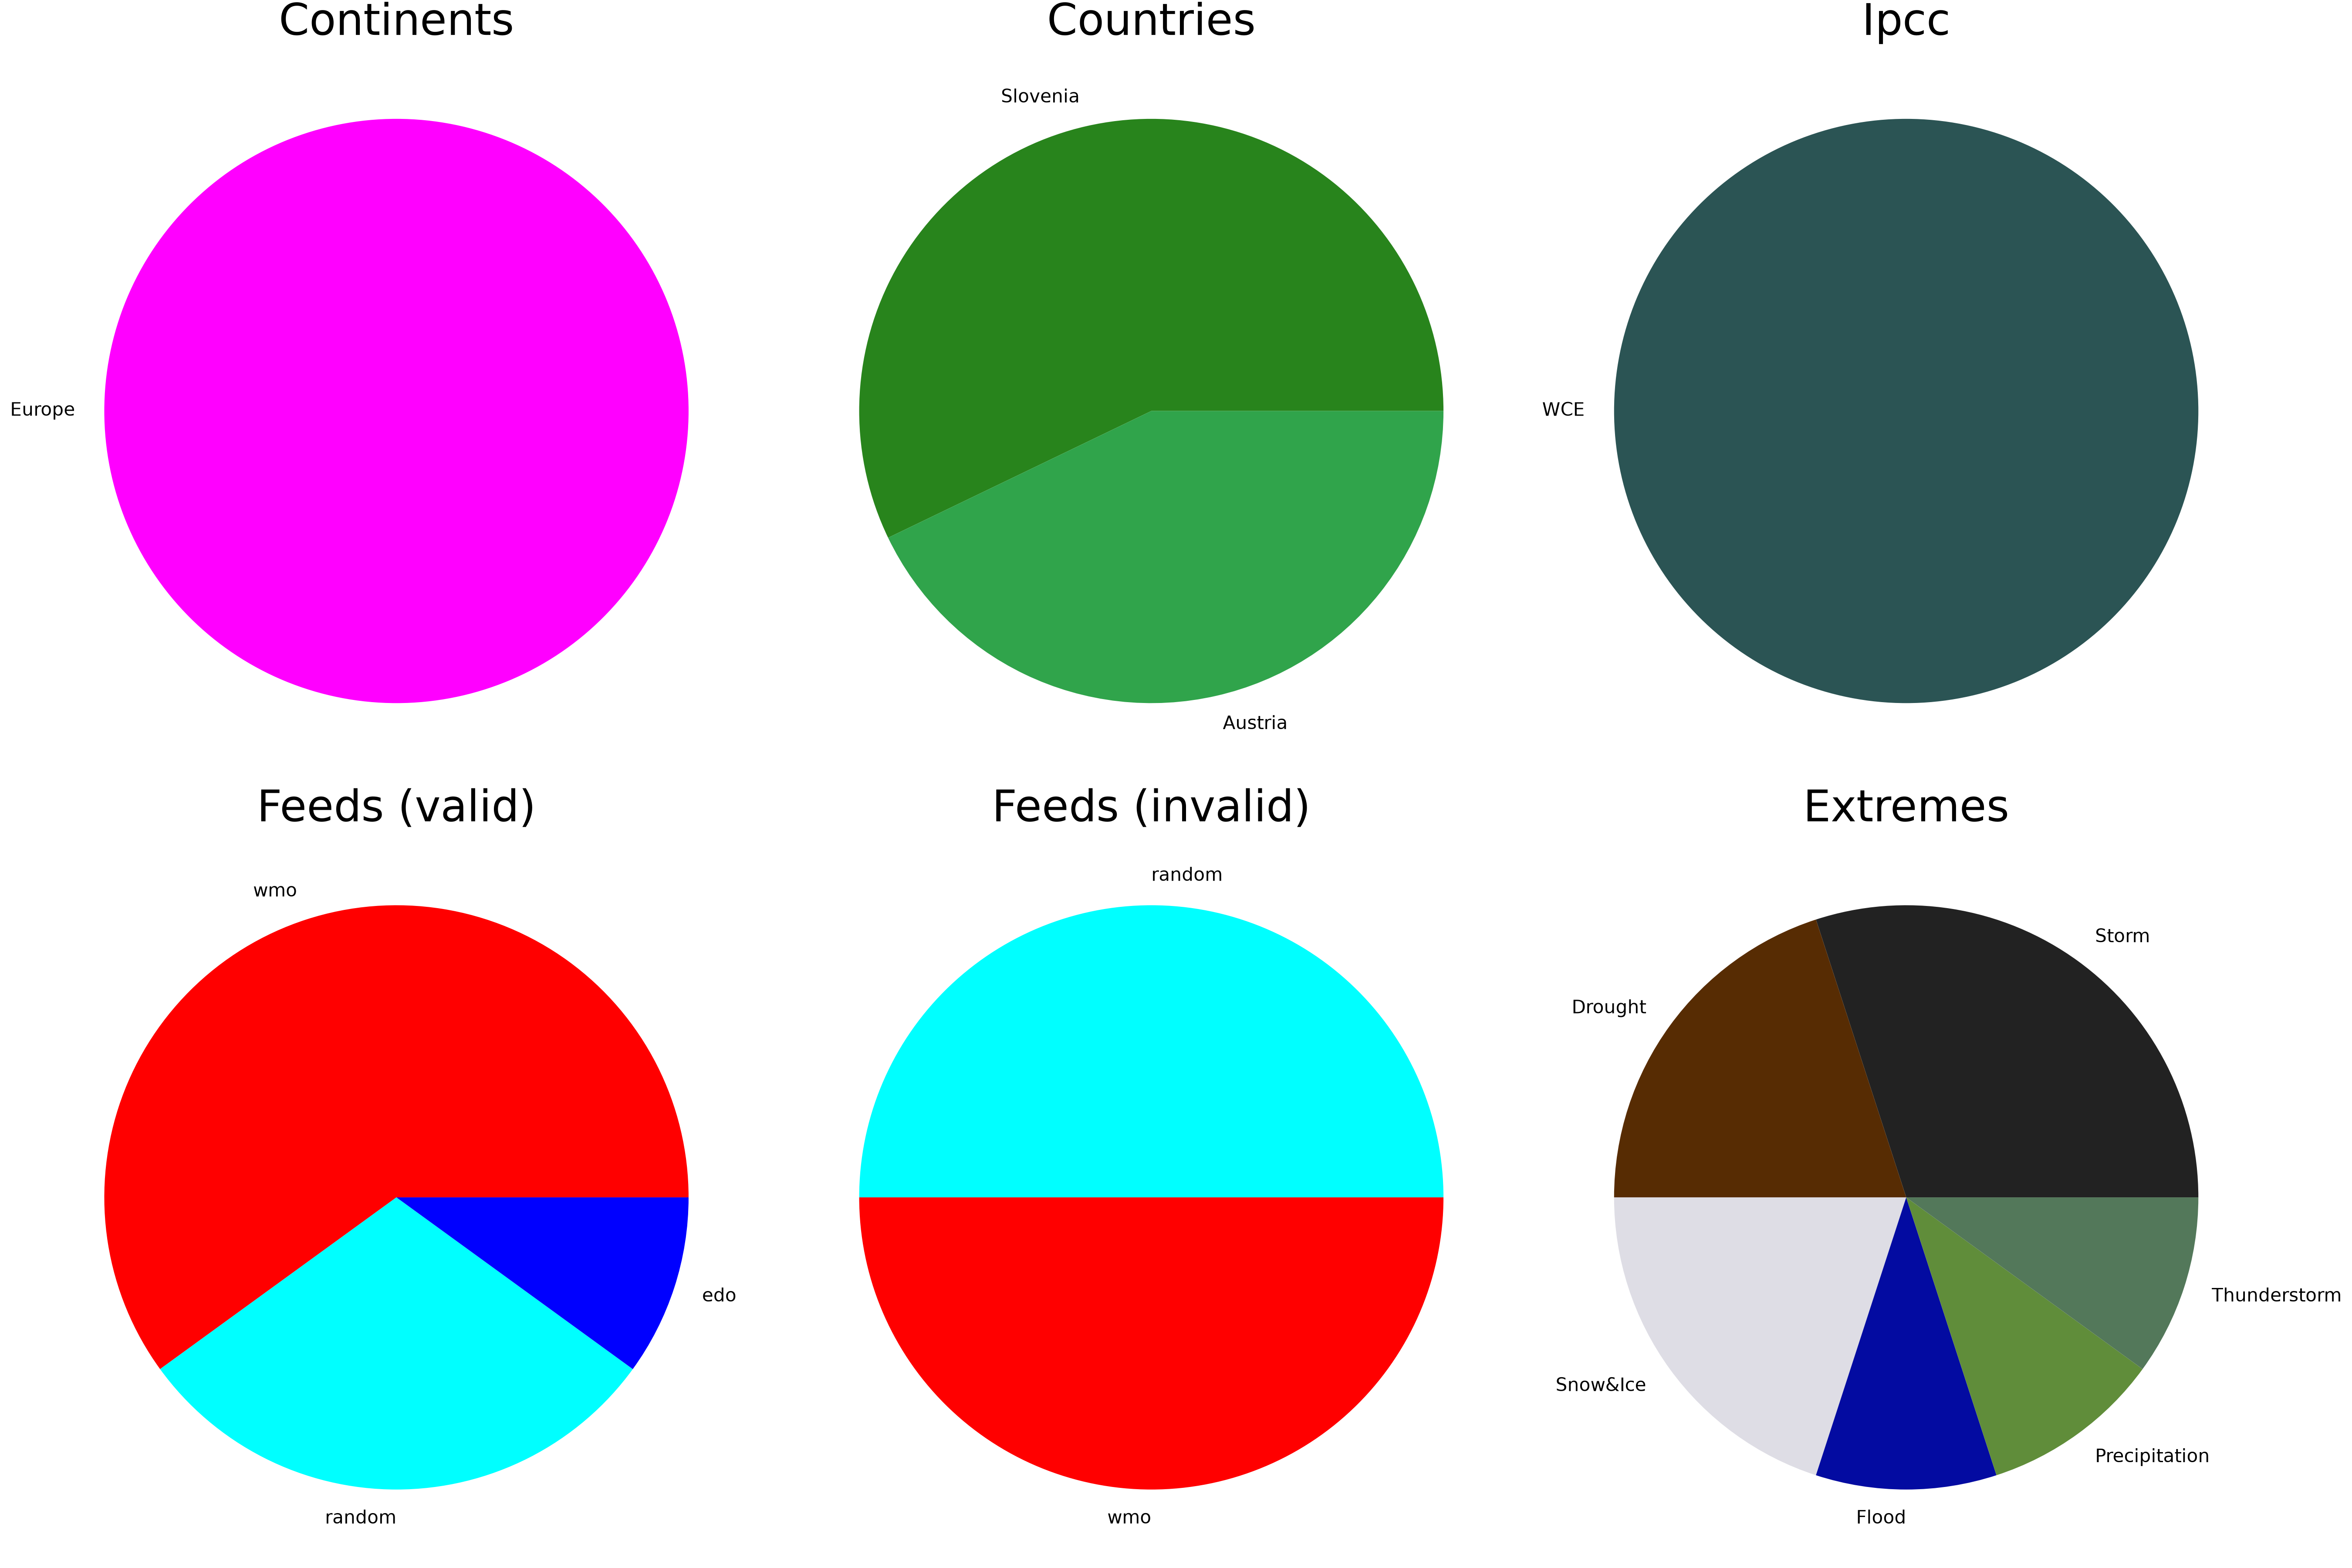 Continents
Countries
Ipcc
Slovenia
Europe
WCE
Austria
Feeds (valid)
Feeds (invalid)
Extremes
wmo
random
Storm
Drought
edo
Thunderstorm
Snow&Ice
Precipitation
random
wmo
Flood